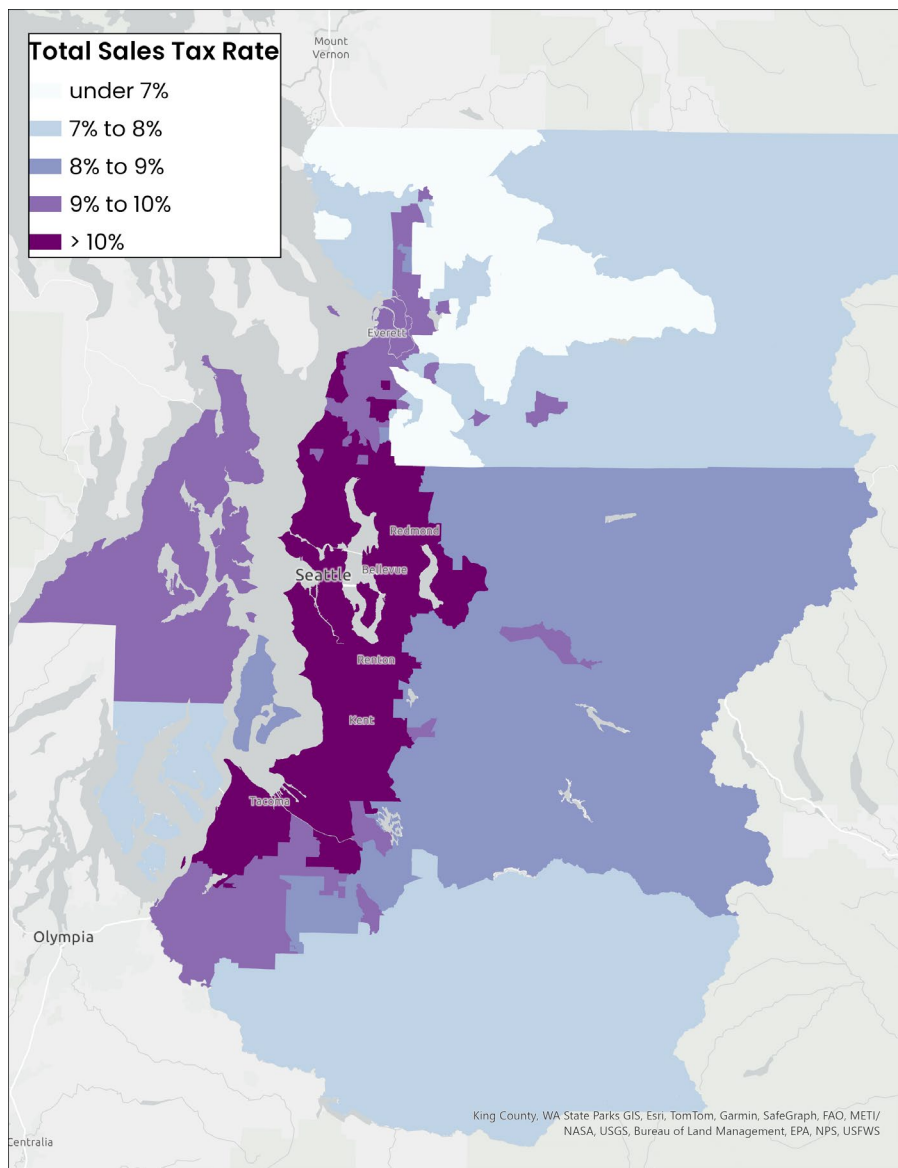 Total Sales Tax Rate
under 7%
7% to 8%
8% to 9%
9% to 10%
> 10%
Mount
Vernon
Everett
Redmond
Seattle
Bellevue
Renton
Kent
Tacoma
Olympia
Centralia
King County, WA State Parks GIS, Esri, TomTom, Garmin, SafeGraph, FAO, METI/
NASA, USGS, Bureau of Land Management, EPA, NPS, USFWS